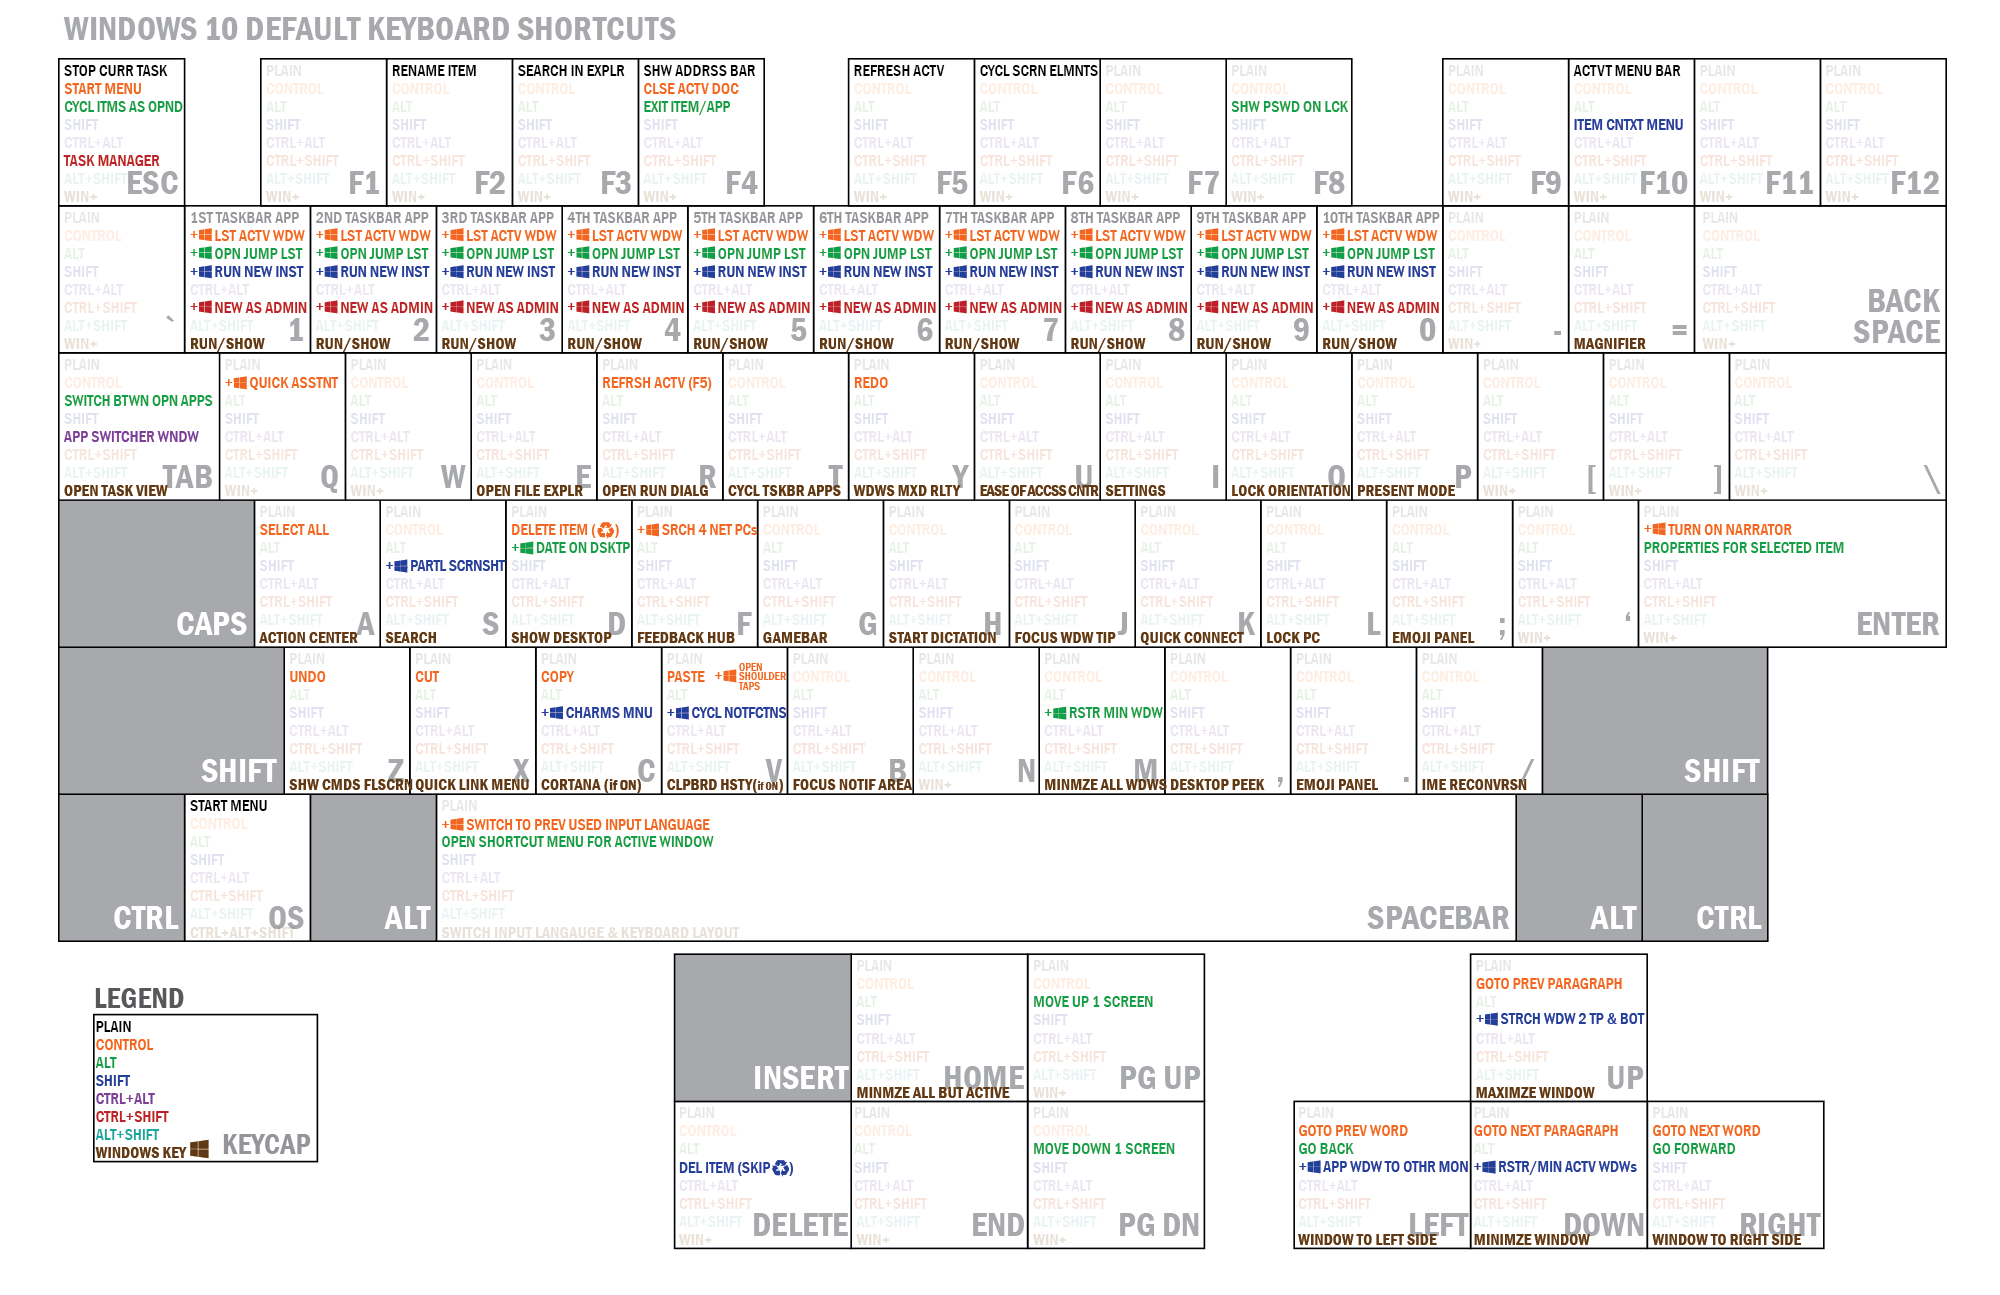 WINDOWS 10 DEFAULT KEYBOARD SHORTCUTS
STOP CURR TASK
START MENU
CYCL ITMS AS OPND
SHIFT
CTRL+ALT
TASK MANAGER
ALT+SHIFT
WIN+
ESC
PLAIN
CONTROL
ALT
SHIFT
CTRL+ALT
CTRL+SHIFT
ALT+SHIFT
WIN+
F1
RENAME ITEM
CONTROL
ALT
SHIFT
CTRL+ALT
CTRL+SHIFT
ALT+SHIFT
WIN+
F2
SEARCH IN EXPLR
CONTROL
ALT
SHIFT
CTRL+ALT
CTRL+SHIFT
ALT+SHIFT
WIN+
F3
SHW ADDRSS BAR
CLSE ACTV DOC
EXIT ITEM/APP
SHIFT
CTRL+ALT
CTRL+SHIFT
ALT+SHIFT
WIN+
F4
REFRESH ACTV
CONTROL
ALT
SHIFT
CTRL+ALT
CTRL+SHIFT
ALT+SHIFT
WIN+
F5
CYCL SCRN ELMNTS
CONTROL
ALT
SHIFT
CTRL+ALT
CTRL+SHIFT
ALT+SHIFT
WIN+
F6
PLAIN
CONTROL
ALT
SHIFT
CTRL+ALT
CTRL+SHIFT
ALT+SHIFT
WIN+
F7
PLAIN
CONTROL
SHW PSWD ON LCK
SHIFT
CTRL+ALT
CTRL+SHIFT
ALT+SHIFT
WIN+
F8
PLAIN
CONTROL
ALT
SHIFT
CTRL+ALT
CTRL+SHIFT
ALT+SHIFT
WIN+
F9
ACTVT MENU BAR
CONTROL
ALT
ITEM CNTXT MENU
CTRL+ALT
CTRL+SHIFT
ALT+SHIFT
WIN+
F10
PLAIN
CONTROL
ALT
SHIFT
CTRL+ALT
CTRL+SHIFT
ALT+SHIFT
WIN+
F11
PLAIN
CONTROL
ALT
SHIFT
CTRL+ALT
CTRL+SHIFT
ALT+SHIFT
WIN+
F12
PLAIN
CONTROL
ALT
SHIFT
CTRL+ALT
CTRL+SHIFT
ALT+SHIFT
WIN+
`
1ST TASKBAR APP
+ LST ACTV WDW
+ OPN JUMP LST
+ RUN NEW INST
CTRL+ALT
+ NEW AS ADMIN
ALT+SHIFT
RUN/SHOW
1
2ND TASKBAR APP
+ LST ACTV WDW
+ OPN JUMP LST
+ RUN NEW INST
CTRL+ALT
+ NEW AS ADMIN
ALT+SHIFT
RUN/SHOW
2
3RD TASKBAR APP
+ LST ACTV WDW
+ OPN JUMP LST
+ RUN NEW INST
CTRL+ALT
+ NEW AS ADMIN
ALT+SHIFT
RUN/SHOW
3
4TH TASKBAR APP
+ LST ACTV WDW
+ OPN JUMP LST
+ RUN NEW INST
CTRL+ALT
+ NEW AS ADMIN
ALT+SHIFT
RUN/SHOW
4
5TH TASKBAR APP
+ LST ACTV WDW
+ OPN JUMP LST
+ RUN NEW INST
CTRL+ALT
+ NEW AS ADMIN
ALT+SHIFT
RUN/SHOW
5
6TH TASKBAR APP
+ LST ACTV WDW
+ OPN JUMP LST
+ RUN NEW INST
CTRL+ALT
+ NEW AS ADMIN
ALT+SHIFT
RUN/SHOW
6
7TH TASKBAR APP
+ LST ACTV WDW
+ OPN JUMP LST
+ RUN NEW INST
CTRL+ALT
+ NEW AS ADMIN
ALT+SHIFT
RUN/SHOW
7
8TH TASKBAR APP
+ LST ACTV WDW
+ OPN JUMP LST
+ RUN NEW INST
CTRL+ALT
+ NEW AS ADMIN
ALT+SHIFT
RUN/SHOW
8
9TH TASKBAR APP
+ LST ACTV WDW
+ OPN JUMP LST
+ RUN NEW INST
CTRL+ALT
+ NEW AS ADMIN
ALT+SHIFT
RUN/SHOW
9
10TH TASKBAR APP
+ LST ACTV WDW
+ OPN JUMP LST
+ RUN NEW INST
CTRL+ALT
+ NEW AS ADMIN
ALT+SHIFT
RUN/SHOW
0
PLAIN
CONTROL
ALT
SHIFT
CTRL+ALT
CTRL+SHIFT
ALT+SHIFT
WIN+
-
PLAIN
CONTROL
ALT
SHIFT
CTRL+ALT
CTRL+SHIFT
ALT+SHIFT
MAGNIFIER
=
PLAIN
CONTROL
ALT
SHIFT
CTRL+ALT
CTRL+SHIFT
ALT+SHIFT
WIN+
BACK
SPACE
PLAIN
CONTROL
SWITCH BTWN OPN APPS
SHIFT
APP SWITCHER WNDW
CTRL+SHIFT
ALT+SHIFT
OPEN TASK VIEW
TAB
PLAIN
+ QUICK ASSTNT
ALT
SHIFT
CTRL+ALT
CTRL+SHIFT
ALT+SHIFT
WIN+
Q
PLAIN
CONTROL
ALT
SHIFT
CTRL+ALT
CTRL+SHIFT
ALT+SHIFT
WIN+
W
PLAIN
CONTROL
ALT
SHIFT
CTRL+ALT
CTRL+SHIFT
ALT+SHIFT
OPEN FILE EXPLR
E
PLAIN
REFRSH ACTV (F5)
ALT
SHIFT
CTRL+ALT
CTRL+SHIFT
ALT+SHIFT
OPEN RUN DIALG
R
PLAIN
CONTROL
ALT
SHIFT
CTRL+ALT
CTRL+SHIFT
ALT+SHIFT
CYCL TSKBR APPS
T
PLAIN
REDO
ALT
SHIFT
CTRL+ALT
CTRL+SHIFT
ALT+SHIFT
WDWS MXD RLTY
Y
PLAIN
CONTROL
ALT
SHIFT
CTRL+ALT
CTRL+SHIFT
ALT+SHIFT
EASE OF ACCSS CNTR
U
PLAIN
CONTROL
ALT
SHIFT
CTRL+ALT
CTRL+SHIFT
ALT+SHIFT
SETTINGS
I
PLAIN
CONTROL
ALT
SHIFT
CTRL+ALT
CTRL+SHIFT
ALT+SHIFT
LOCK ORIENTATION
O
PLAIN
CONTROL
ALT
SHIFT
CTRL+ALT
CTRL+SHIFT
ALT+SHIFT
PRESENT MODE
P
PLAIN
CONTROL
ALT
SHIFT
CTRL+ALT
CTRL+SHIFT
ALT+SHIFT
WIN+
[
PLAIN
CONTROL
ALT
SHIFT
CTRL+ALT
CTRL+SHIFT
ALT+SHIFT
WIN+
]
PLAIN
CONTROL
ALT
SHIFT
CTRL+ALT
CTRL+SHIFT
ALT+SHIFT
WIN+
\
CAPS
PLAIN
SELECT ALL
ALT
SHIFT
CTRL+ALT
CTRL+SHIFT
ALT+SHIFT
ACTION CENTER
A
PLAIN
CONTROL
ALT
+ PARTL SCRNSHT
CTRL+ALT
CTRL+SHIFT
ALT+SHIFT
SEARCH
S
PLAIN
DELETE ITEM (♻)
+ DATE ON DSKTP
SHIFT
CTRL+ALT
CTRL+SHIFT
ALT+SHIFT
SHOW DESKTOP
D
PLAIN
+ SRCH 4 NET PCs
ALT
SHIFT
CTRL+ALT
CTRL+SHIFT
ALT+SHIFT
FEEDBACK HUB
F
PLAIN
CONTROL
ALT
SHIFT
CTRL+ALT
CTRL+SHIFT
ALT+SHIFT
GAMEBAR
G
PLAIN
CONTROL
ALT
SHIFT
CTRL+ALT
CTRL+SHIFT
ALT+SHIFT
START DICTATION
H
PLAIN
CONTROL
ALT
SHIFT
CTRL+ALT
CTRL+SHIFT
ALT+SHIFT
FOCUS WDW TIP
J
PLAIN
CONTROL
ALT
SHIFT
CTRL+ALT
CTRL+SHIFT
ALT+SHIFT
QUICK CONNECT
K
PLAIN
CONTROL
ALT
SHIFT
CTRL+ALT
CTRL+SHIFT
ALT+SHIFT
LOCK PC
L
PLAIN
CONTROL
ALT
SHIFT
CTRL+ALT
CTRL+SHIFT
ALT+SHIFT
EMOJI PANEL
;
PLAIN
CONTROL
ALT
SHIFT
CTRL+ALT
CTRL+SHIFT
ALT+SHIFT
WIN+
‘
PLAIN
+ TURN ON NARRATOR
PROPERTIES FOR SELECTED ITEM
SHIFT
CTRL+ALT
CTRL+SHIFT
ALT+SHIFT
WIN+
ENTER
SHIFT
PLAIN
UNDO
ALT
SHIFT
CTRL+ALT
CTRL+SHIFT
ALT+SHIFT
SHW CMDS FLSCRN
Z
PLAIN
CUT
ALT
SHIFT
CTRL+ALT
CTRL+SHIFT
ALT+SHIFT
QUICK LINK MENU
X
PLAIN
COPY
ALT
+ CHARMS MNU
CTRL+ALT
CTRL+SHIFT
ALT+SHIFT
CORTANA (if ON)
C
PLAIN
PASTE + OPEN
SHOULDER
TAPS
ALT
+ CYCL NOTFCTNS
CTRL+ALT
CTRL+SHIFT
ALT+SHIFT
CLPBRD HSTY(if ON)
V
PLAIN
CONTROL
ALT
SHIFT
CTRL+ALT
CTRL+SHIFT
ALT+SHIFT
FOCUS NOTIF AREA
B
PLAIN
CONTROL
ALT
SHIFT
CTRL+ALT
CTRL+SHIFT
ALT+SHIFT
WIN+
N
PLAIN
CONTROL
ALT
+ RSTR MIN WDW
CTRL+ALT
CTRL+SHIFT
ALT+SHIFT
MINMZE ALL WDWS
M
PLAIN
CONTROL
ALT
SHIFT
CTRL+ALT
CTRL+SHIFT
ALT+SHIFT
DESKTOP PEEK
,
PLAIN
CONTROL
ALT
SHIFT
CTRL+ALT
CTRL+SHIFT
ALT+SHIFT
EMOJI PANEL
.
PLAIN
CONTROL
ALT
SHIFT
CTRL+ALT
CTRL+SHIFT
ALT+SHIFT
IME RECONVRSN
/
SHIFT
CTRL
START MENU
CONTROL
ALT
SHIFT
CTRL+ALT
CTRL+SHIFT
ALT+SHIFT
CTRL+ALT+SHIFT
OS
ALT
PLAIN
+ SWITCH TO PREV USED INPUT LANGUAGE
OPEN SHORTCUT MENU FOR ACTIVE WINDOW
SHIFT
CTRL+ALT
CTRL+SHIFT
ALT+SHIFT
SWITCH INPUT LANGAUGE & KEYBOARD LAYOUT
SPACEBAR
ALT
CTRL
LEGEND
PLAIN
CONTROL
ALT
SHIFT
CTRL+ALT
CTRL+SHIFT
ALT+SHIFT
WINDOWS KEY
KEYCAP
INSERT
PLAIN
CONTROL
ALT
SHIFT
CTRL+ALT
CTRL+SHIFT
ALT+SHIFT
MINMZE ALL BUT ACTIVE
HOME
PLAIN
CONTROL
MOVE UP 1 SCREEN
SHIFT
CTRL+ALT
CTRL+SHIFT
ALT+SHIFT
WIN+
PG UP
PLAIN
CONTROL
ALT
DEL ITEM (SKIP♻)
CTRL+ALT
CTRL+SHIFT
ALT+SHIFT
WIN+
DELETE
PLAIN
CONTROL
ALT
SHIFT
CTRL+ALT
CTRL+SHIFT
ALT+SHIFT
WIN+
END
PLAIN
CONTROL
MOVE DOWN 1 SCREEN
SHIFT
CTRL+ALT
CTRL+SHIFT
ALT+SHIFT
WIN+
PG DN
PLAIN
GOTO PREV PARAGRAPH
ALT
+ STRCH WDW 2 TP & BOT
CTRL+ALT
CTRL+SHIFT
ALT+SHIFT
MAXIMZE WINDOW
UP
PLAIN
GOTO PREV WORD
GO BACK
+ APP WDW TO OTHR MON
CTRL+ALT
CTRL+SHIFT
ALT+SHIFT
WINDOW TO LEFT SIDE
LEFT
PLAIN
GOTO NEXT PARAGRAPH
ALT
+ RSTR/MIN ACTV WDWs
CTRL+ALT
CTRL+SHIFT
ALT+SHIFT
MINIMZE WINDOW
DOWN
PLAIN
GOTO NEXT WORD
GO FORWARD
SHIFT
CTRL+ALT
CTRL+SHIFT
ALT+SHIFT
WINDOW TO RIGHT SIDE
RIGHT